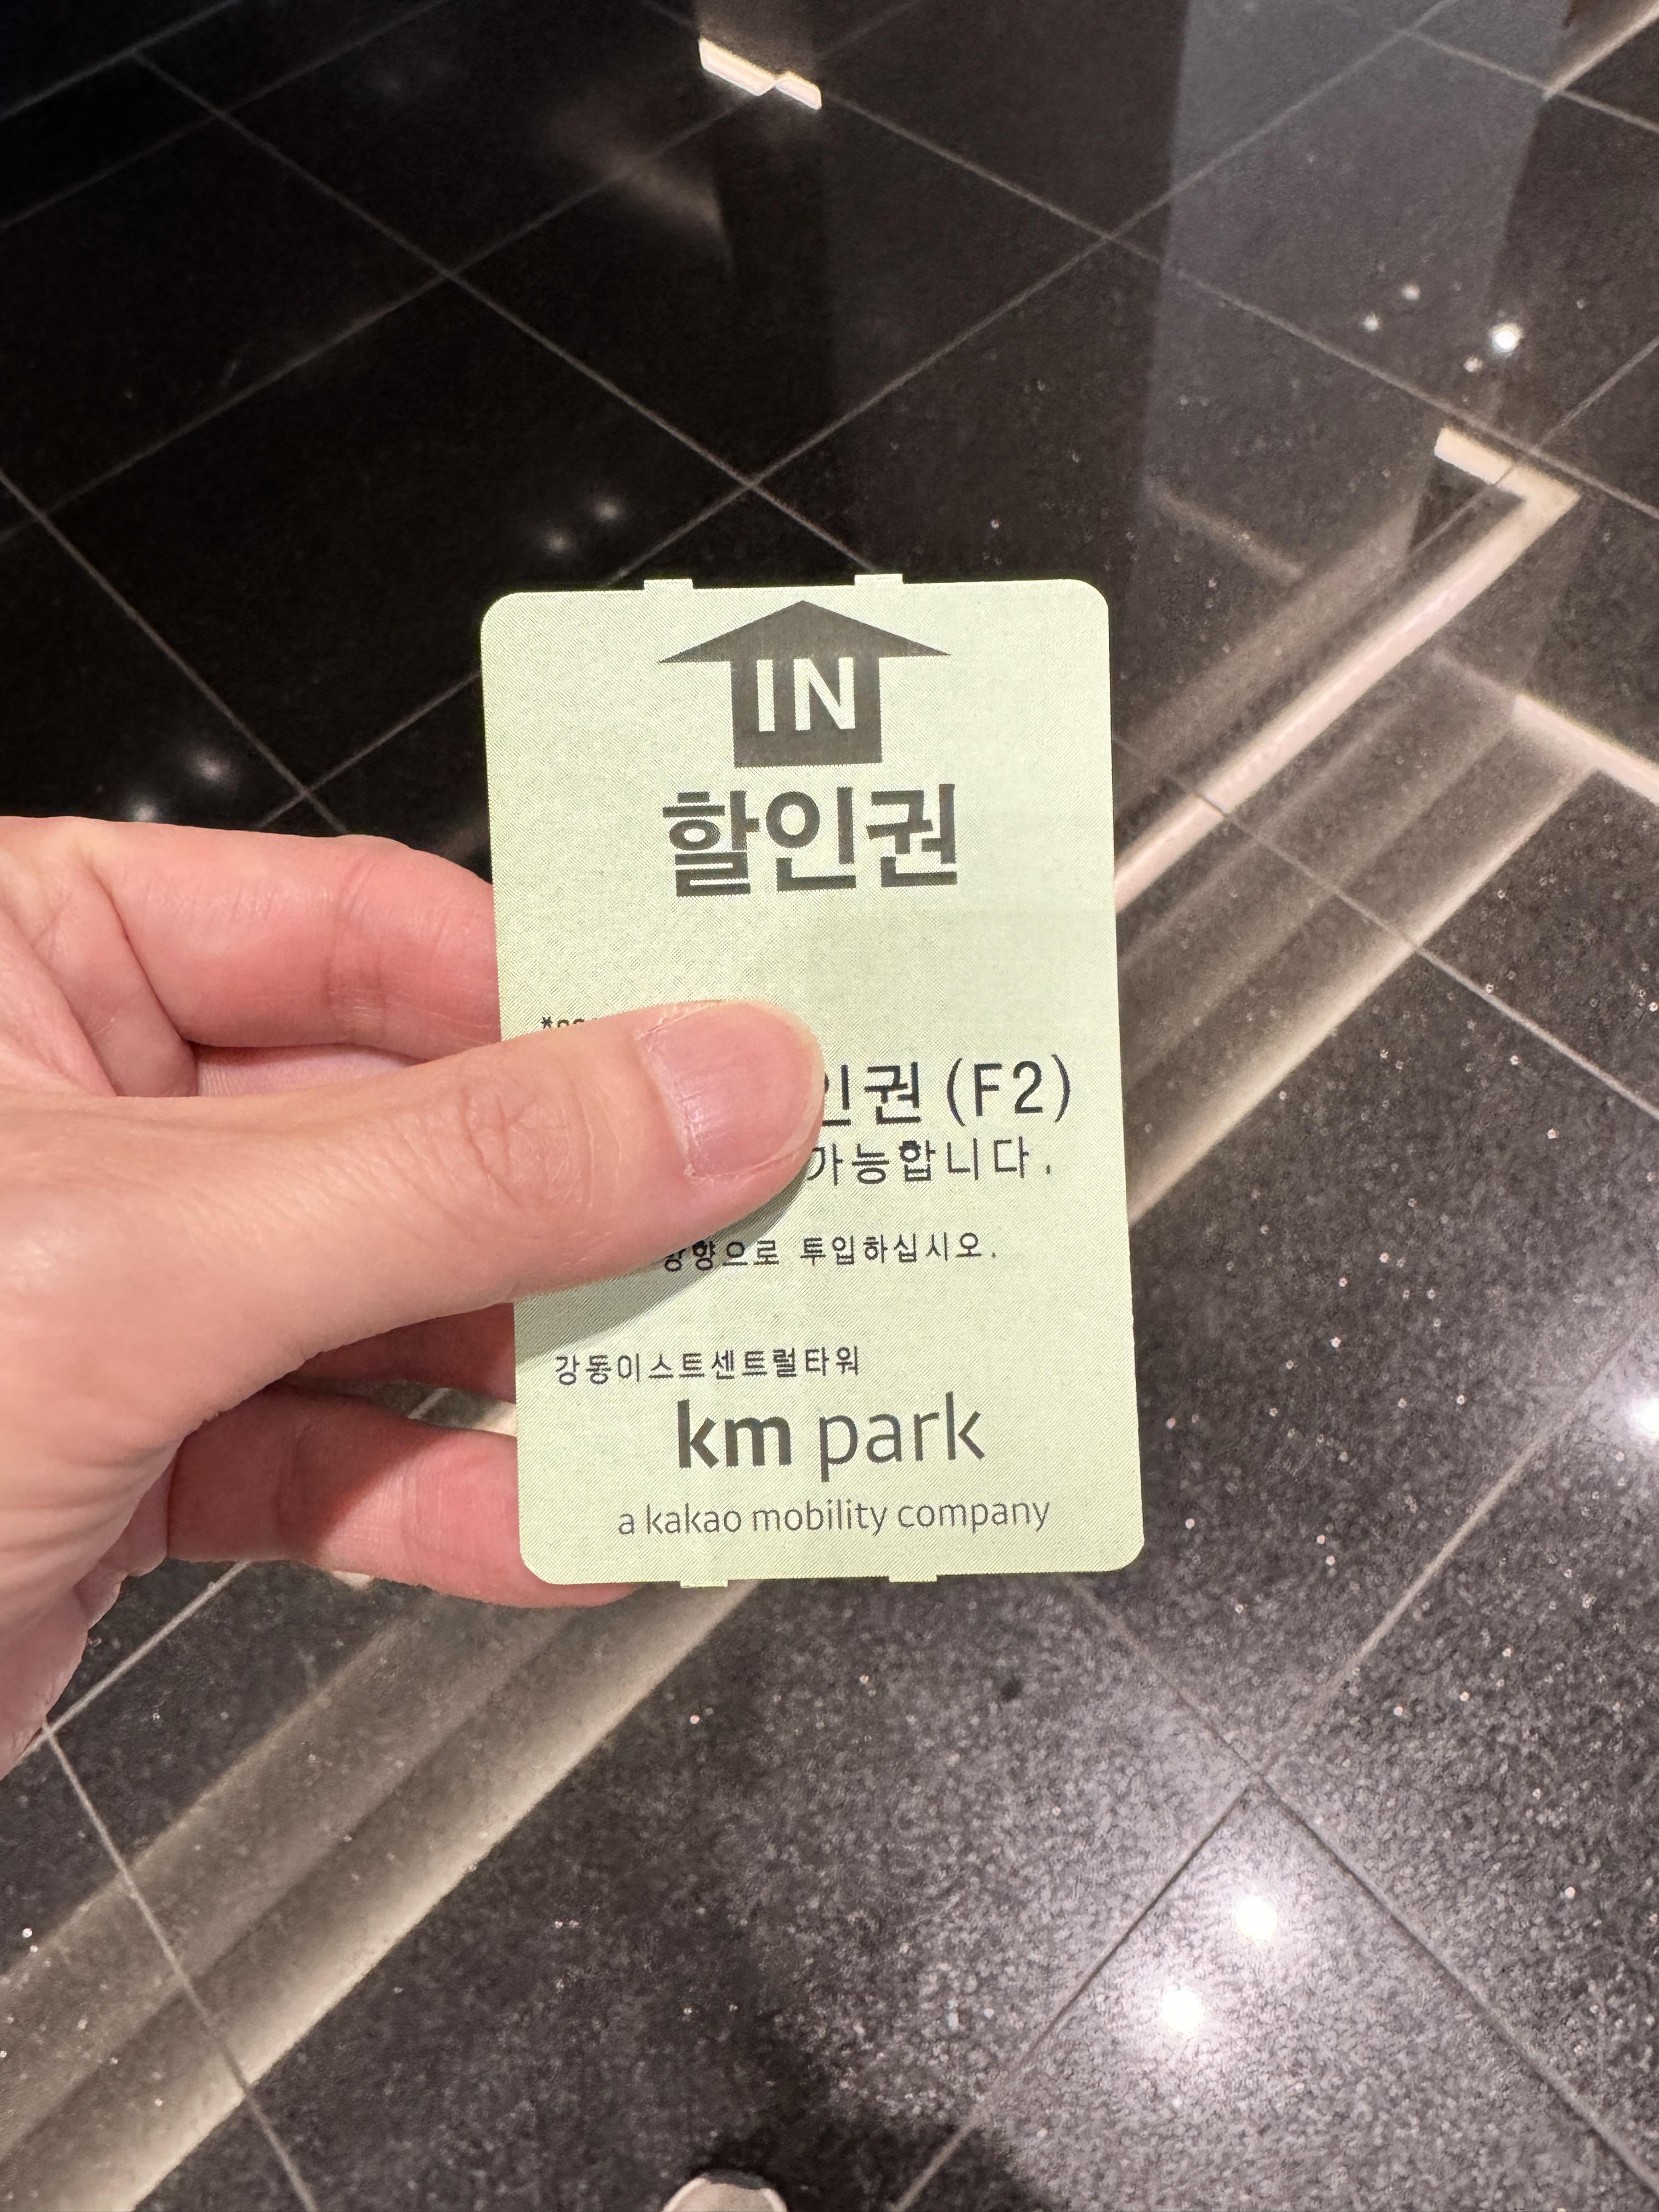 IN
할인권
인권(F2)
가능합니다.
방향으로 투입하십시오.
강동이스트센트럴타워
km park
a kakao mobility company